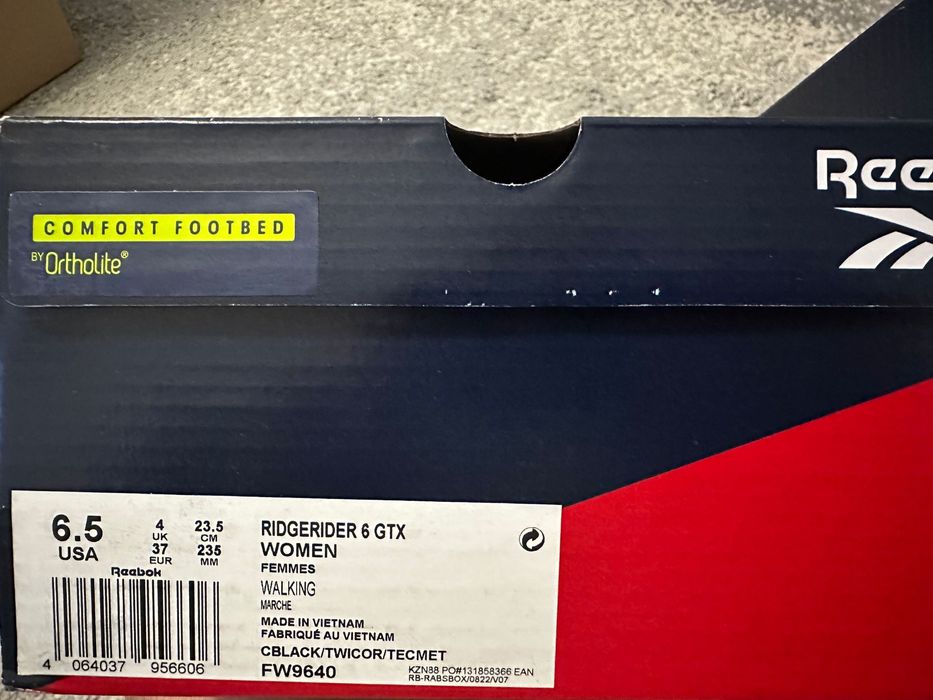 Ree
COMFORT FOOTBED
BY Ortholite®
6.5
USA
4
UK
37
EUR
23.5
CM
235
MM
Reebok
4 064037 956606
RIDGERIDER 6 GTX
WOMEN
FEMMES
WALKING
MARCHE
MADE IN VIETNAM
FABRIQUÉ AU VIETNAM
CBLACK/TWICOR/TECMET
FW9640
KZN88 PO#131858366 EAN
RB-RABSBOX/0822/V07